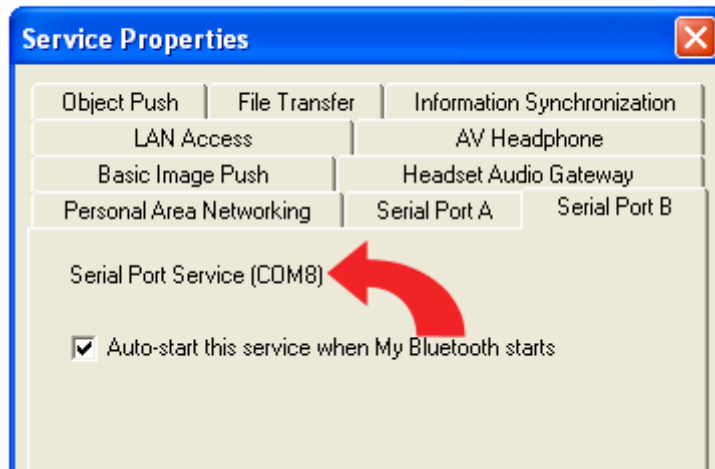 Service Properties
Object Push File Transfer Information Synchronization
LAN Access AV Headphone
Basic Image Push Headset Audio Gateway
Personal Area Networking Serial Port A Serial Port B
Serial Port Service (COM8)
Auto-start this service when My Bluetooth starts